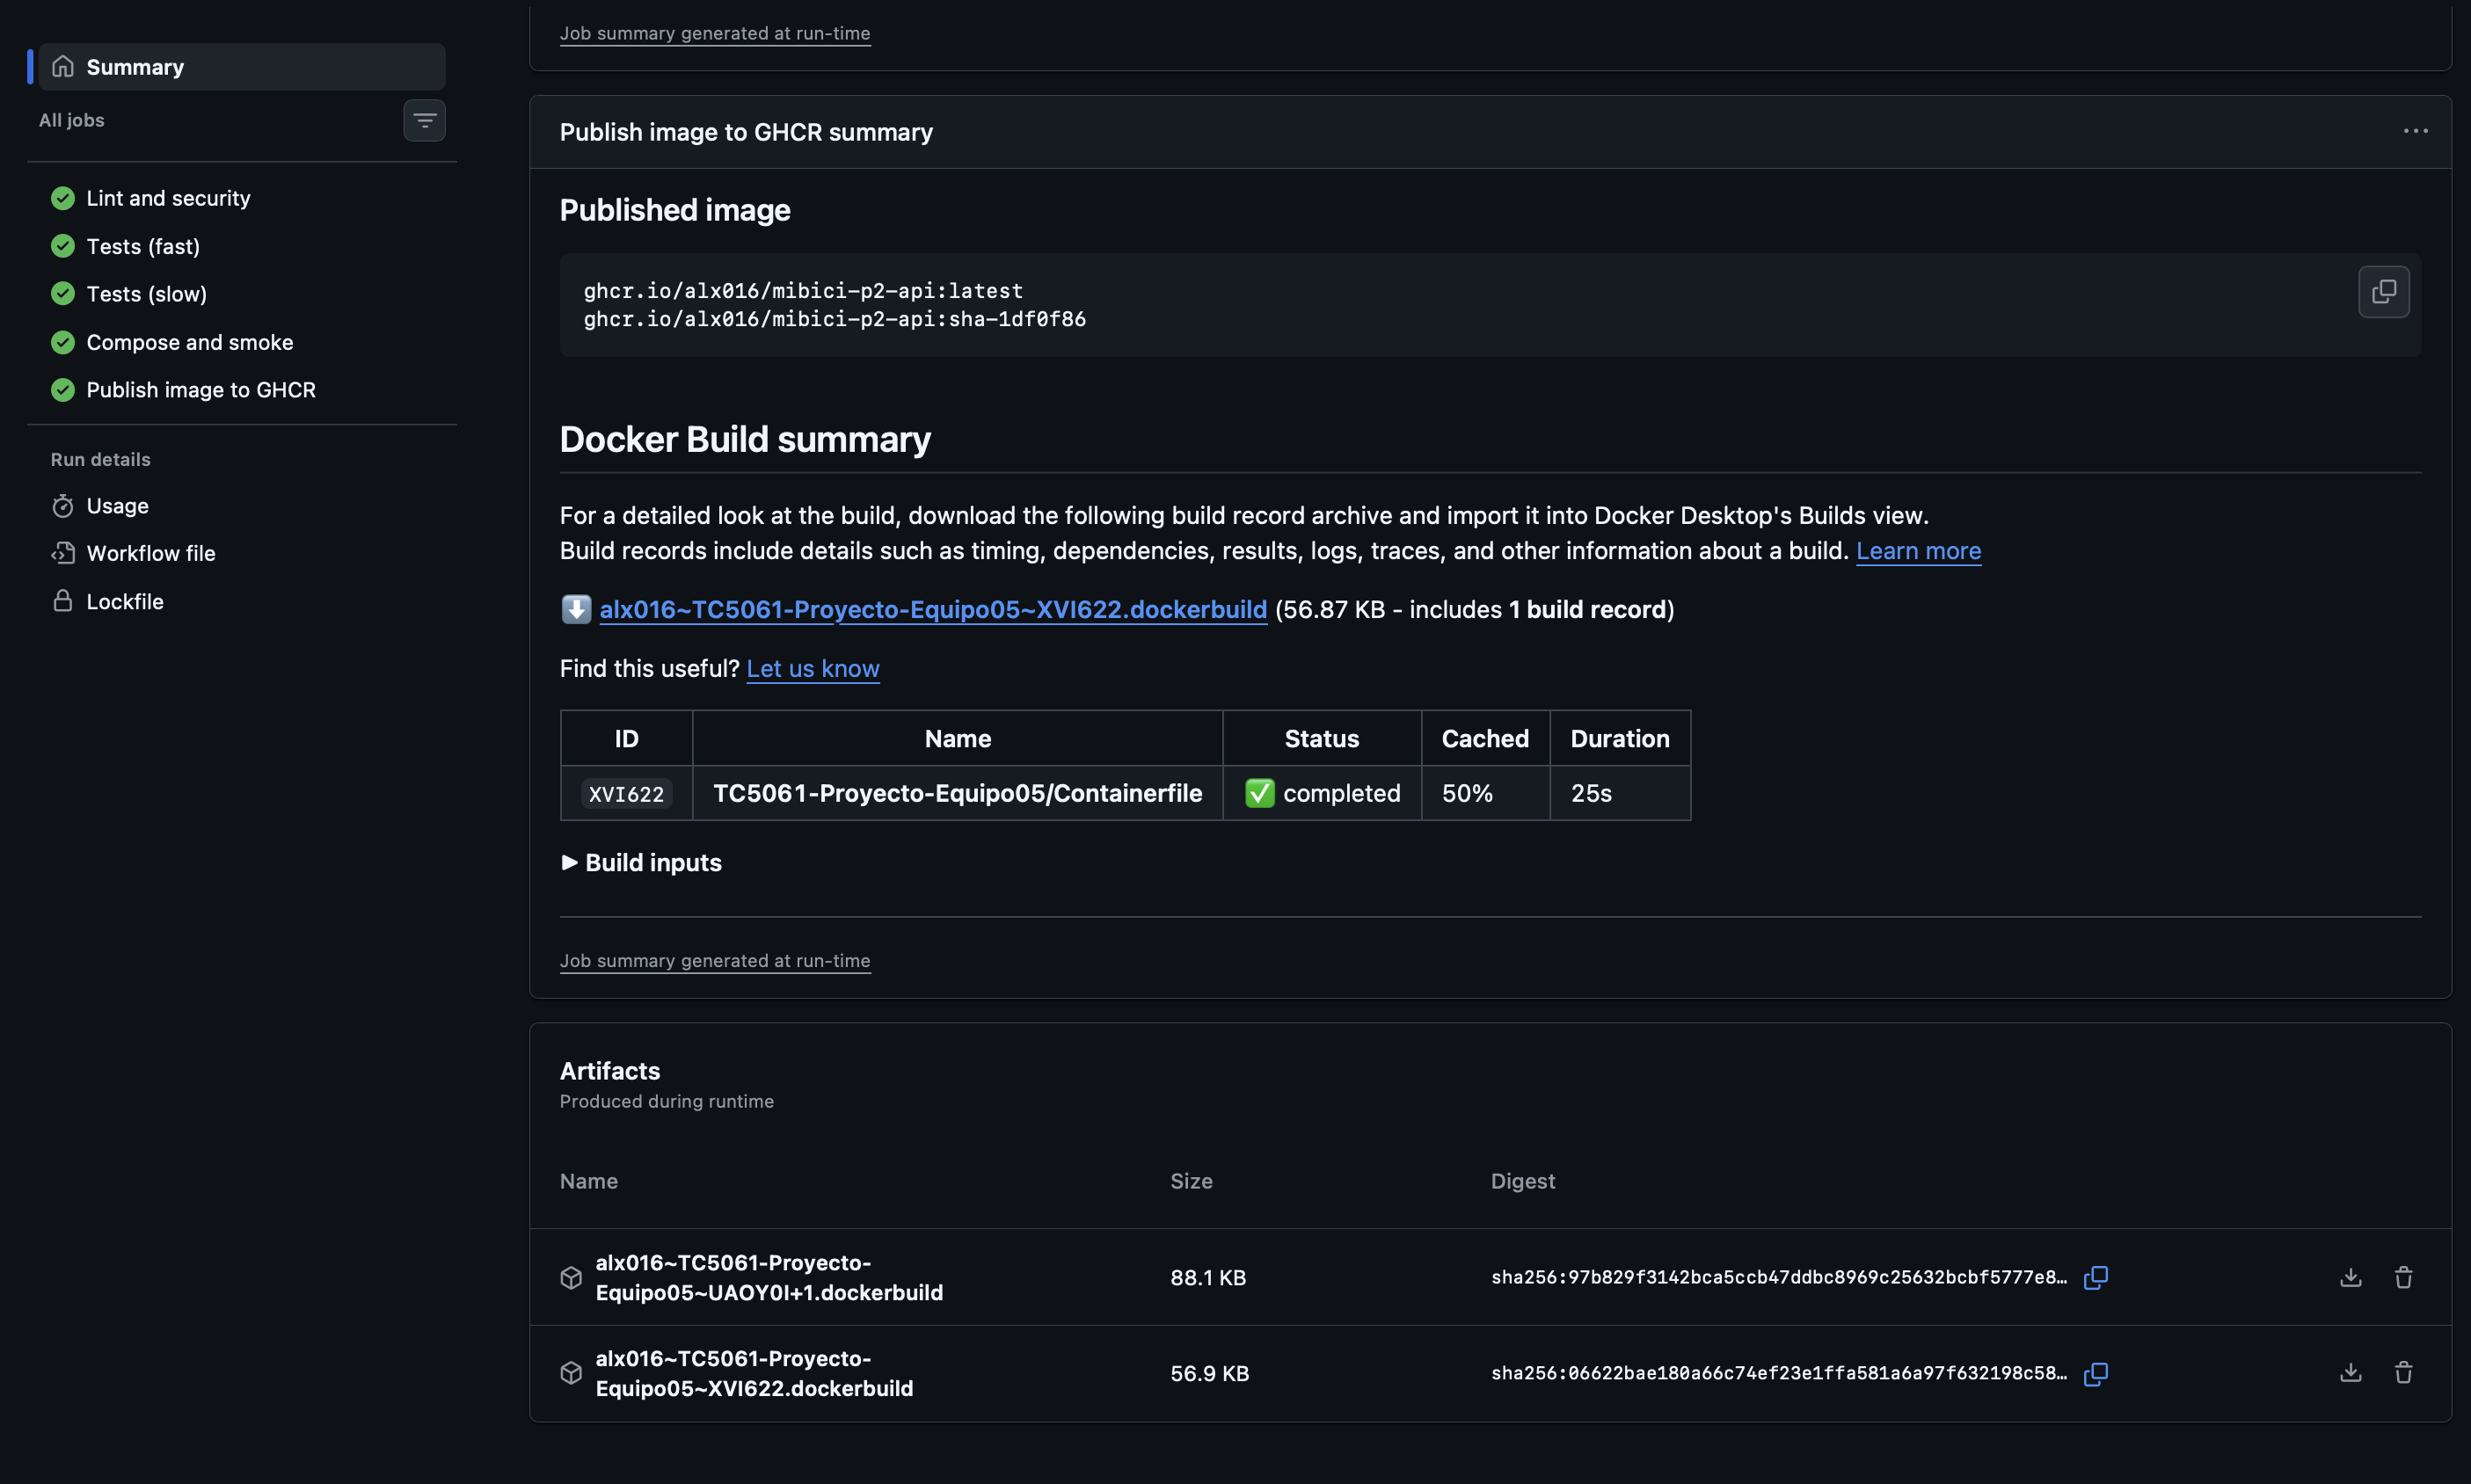 Summary
All jobs
Lint and security
Tests (fast)
Tests (slow)
Compose and smoke
Publish image to GHCR
Run details
Usage
Workflow file
Lockfile
Job summary generated at run-time
Publish image to GHCR summary
Published image
ghcr.io/alx016/mibici-p2-api:latest
ghcr.io/alx016/mibici-p2-api:sha-1df0f86
Docker Build summary
For a detailed look at the build, download the following build record archive and import it into Docker Desktop's Builds view.
Build records include details such as timing, dependencies, results, logs, traces, and other information about a build. Learn more
alx016~TC5061-Proyecto-Equipo05~XVI622.dockerbuild (56.87 KB - includes 1 build record)
Find this useful? Let us know
ID Name Status Cached Duration
XVI622 TC5061-Proyecto-Equipo05/Containerfile ✅ completed 50% 25s
Build inputs
Job summary generated at run-time
Artifacts
Produced during runtime
Name Size Digest
alx016~TC5061-Proyecto-
Equipo05~UAOY0I+1.dockerbuild 88.1 KB sha256:97b829f3142bca5ccb47ddbc8969c25632bcbf5777e8…
alx016~TC5061-Proyecto-
Equipo05~XVI622.dockerbuild 56.9 KB sha256:06622bae180a66c74ef23e1ffa581a6a97f632198c58…